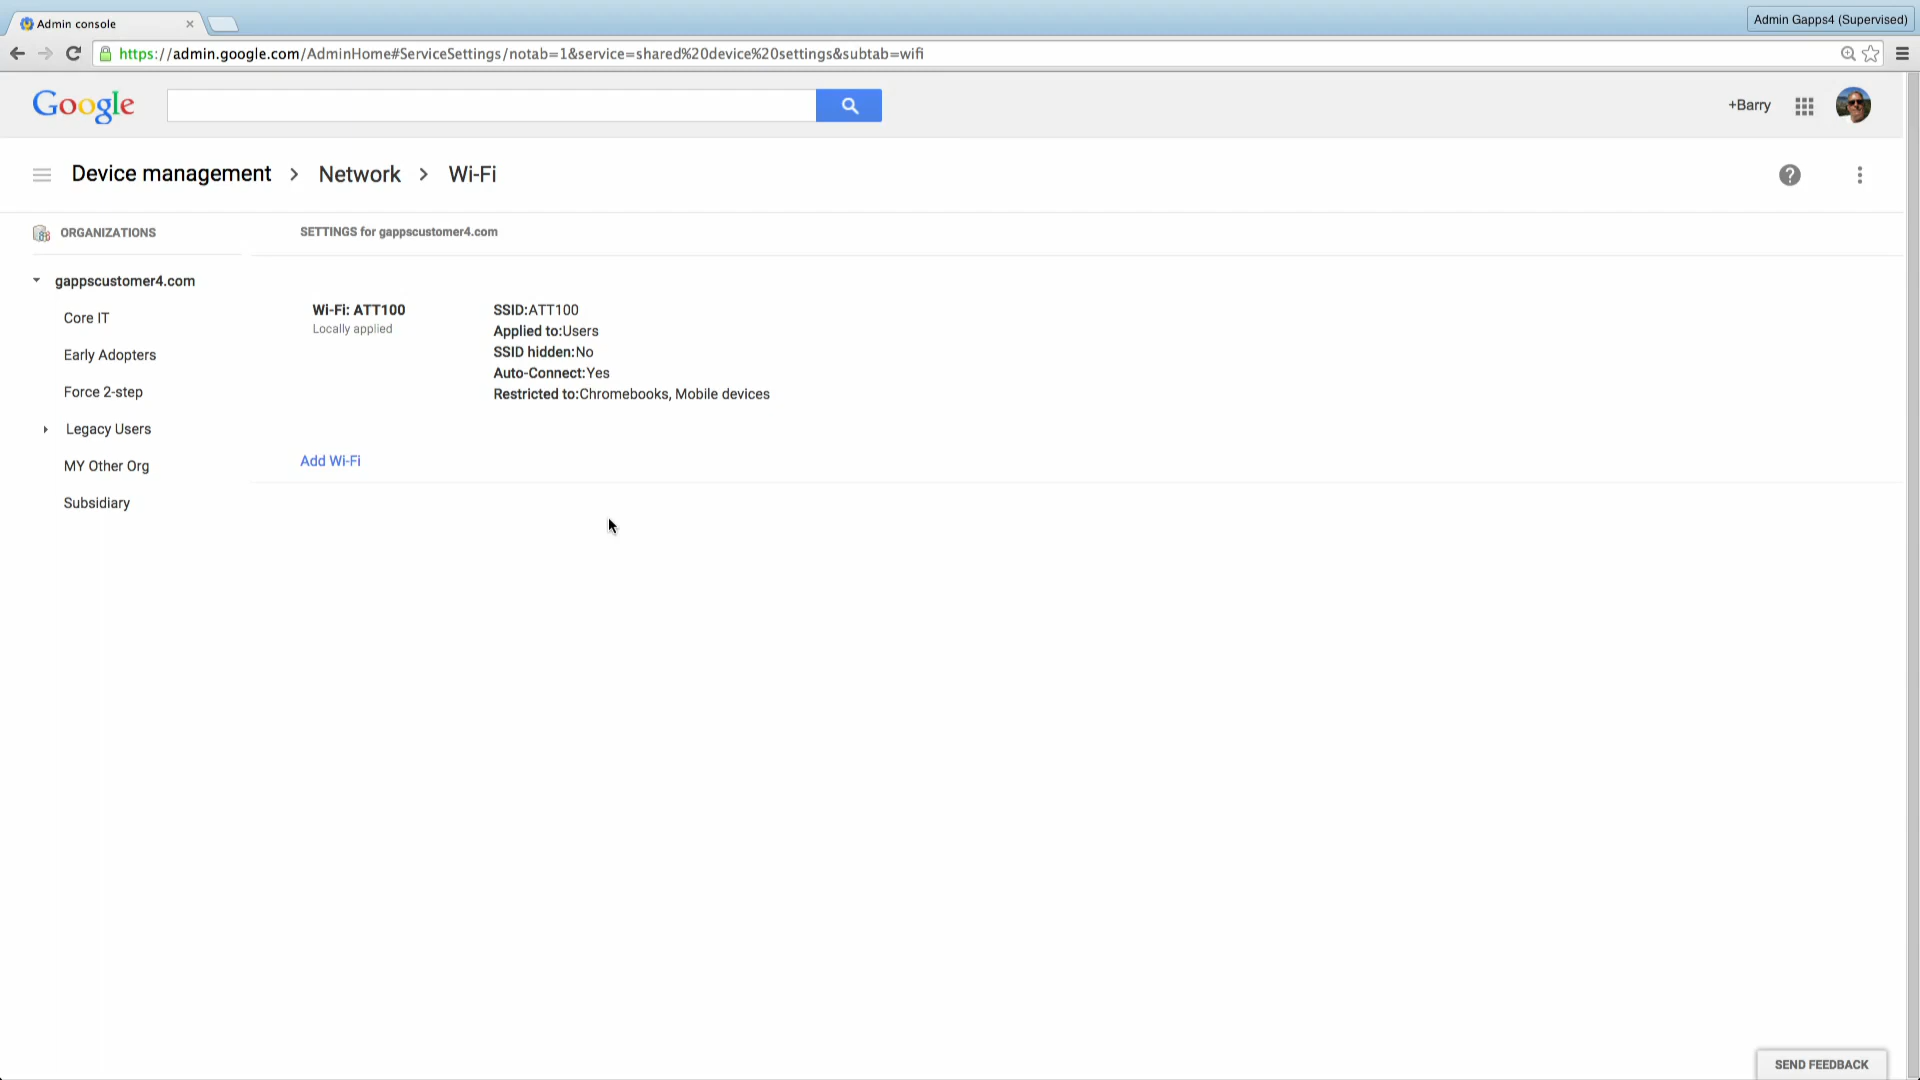 Admin console
Admin Gapps4 (Supervised)
https://admin.google.com/AdminHome#ServiceSettings/notab=1&service=shared%20device%20settings&subtab=wifi
Google
+Barry
Device management > Network > Wi-Fi
ORGANIZATIONS
SETTINGS for gappscustomer4.com
gappscustomer4.com
Core IT
Early Adopters
Force 2-step
Legacy Users
MY Other Org
Subsidiary
Wi-Fi: ATT100
Locally applied
SSID:ATT100
Applied to:Users
SSID hidden:No
Auto-Connect:Yes
Restricted to:Chromebooks, Mobile devices
Add Wi-Fi
SEND FEEDBACK